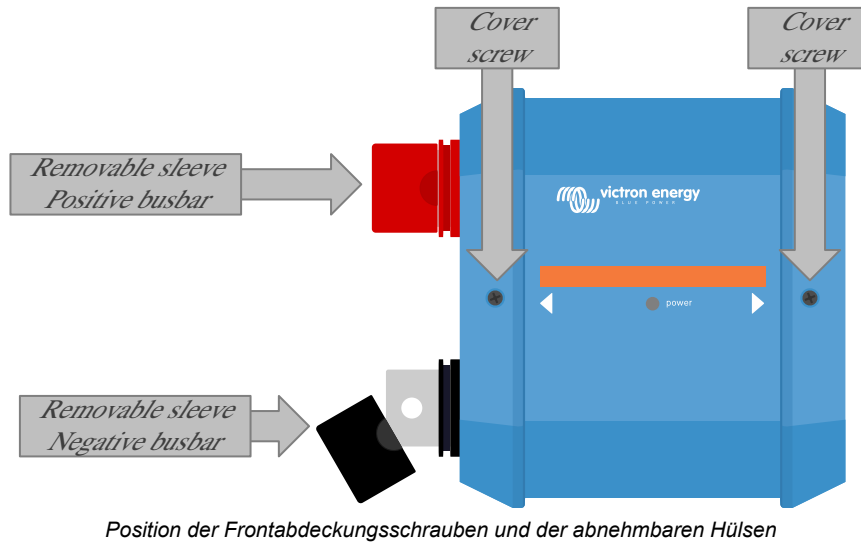 Cover
screw
Cover
screw
Removable sleeve
Positive busbar
victron energy
BLUE POWER
power
Removable sleeve
Negative busbar
Position der Frontabdeckungsschrauben und der abnehmbaren Hülsen